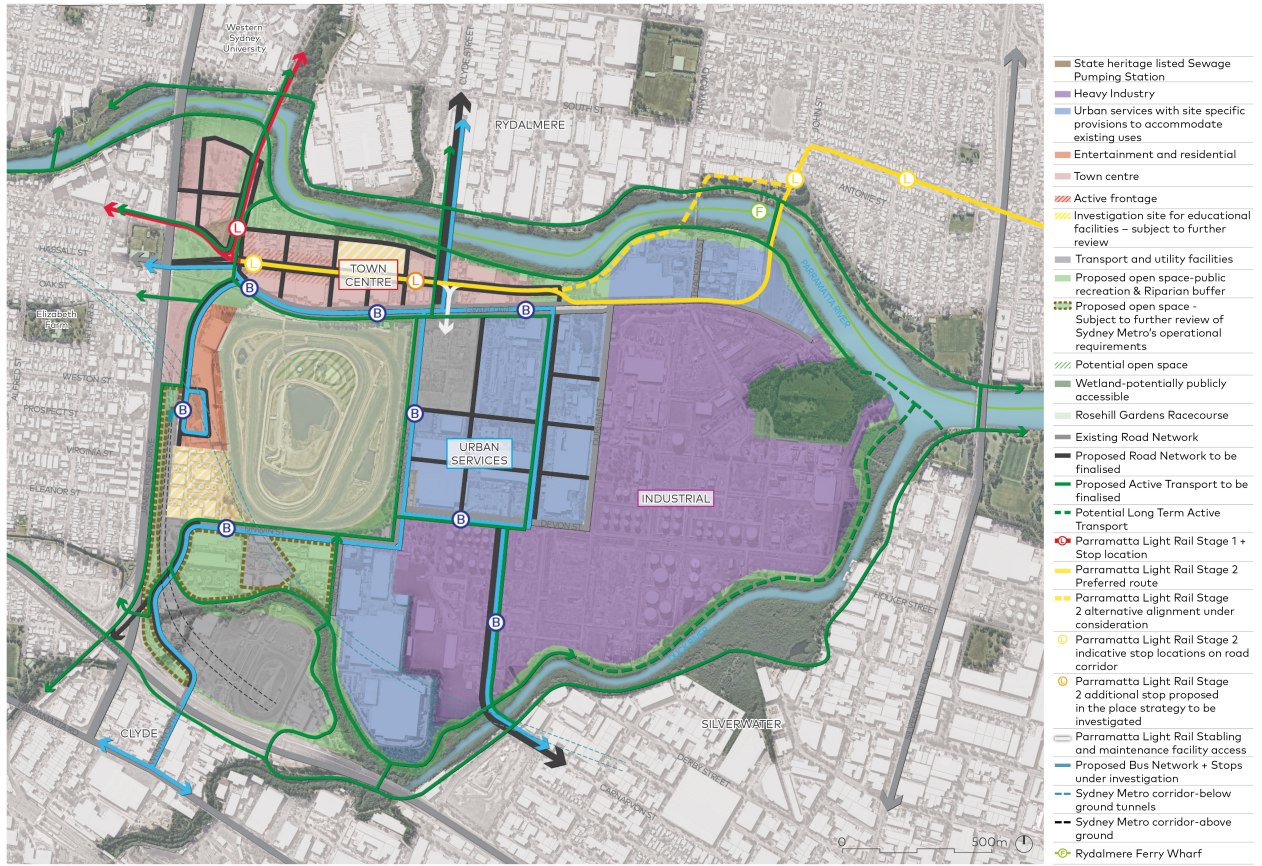 Western
Sydney
University
CLYDE STREET
PARK ROAD
JOHN ST
SOUTH ST
RYDALMERE
ANTONIE ST
L
L
F
L
HASSALL ST
L
TOWN
CENTRE
L
OAK ST
B
B
B
PARRAMATTA RIVER
Elizabeth
Farm
WESTON ST
ALFRED ST
PROSPECT ST
B
B
VIRGINIA ST
URBAN
SERVICES
ELEANOR ST
INDUSTRIAL
B
B
DEVON ST
HOLKER STREET
B
SILVERWATER
CLYDE
DERBY STREET
CARNARVON ST
0
500m
State heritage listed Sewage
Pumping Station
Heavy Industry
Urban services with site specific
provisions to accommodate
existing uses
Entertainment and residential
Town centre
Active frontage
Investigation site for educational
facilities – subject to further
review
Transport and utility facilities
Proposed open space-public
recreation & Riparian buffer
Proposed open space -
Subject to further review of
Sydney Metro's operational
requirements
Potential open space
Wetland-potentially publicly
accessible
Rosehill Gardens Racecourse
Existing Road Network
Proposed Road Network to be
finalised
Proposed Active Transport to be
finalised
Potential Long Term Active
Transport
L Parramatta Light Rail Stage 1 +
Stop location
Parramatta Light Rail Stage 2
Preferred route
Parramatta Light Rail Stage
2 alternative alignment under
consideration
L Parramatta Light Rail Stage 2
indicative stop locations on road
corridor
L Parramatta Light Rail Stage
2 additional stop proposed
in the place strategy to be
investigated
Parramatta Light Rail Stabling
and maintenance facility access
Proposed Bus Network + Stops
under investigation
Sydney Metro corridor-below
ground tunnels
Sydney Metro corridor-above
ground
F Rydalmere Ferry Wharf